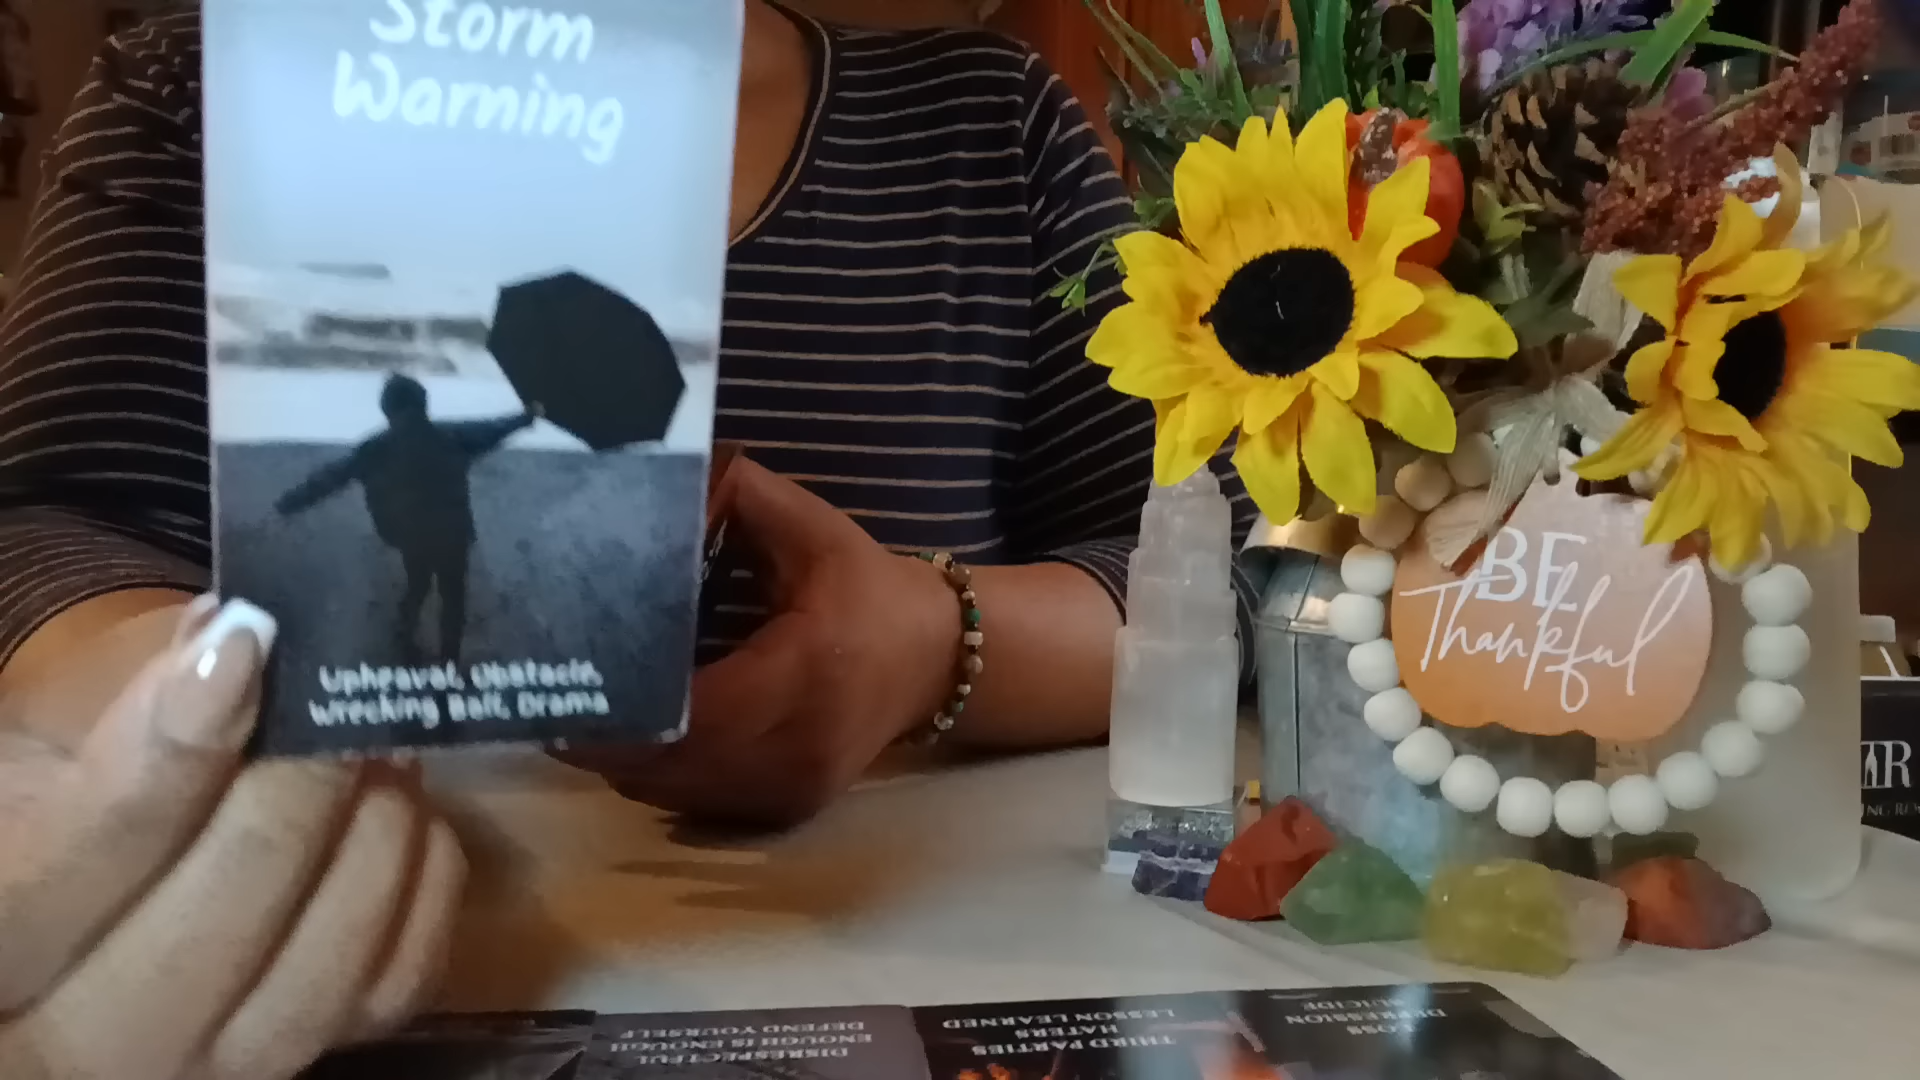 Storm
Warning
Upheaval, Obstacle,
Wrecking Ball, Drama
BE
Thankful
DISRESPECTFUL
ENOUGH IS ENOUGH
DEFEND YOURSELF
THIRD PARTIES
HATERS
LESSON LEARNED
LOSS
DEPRESSION
SUICIDE